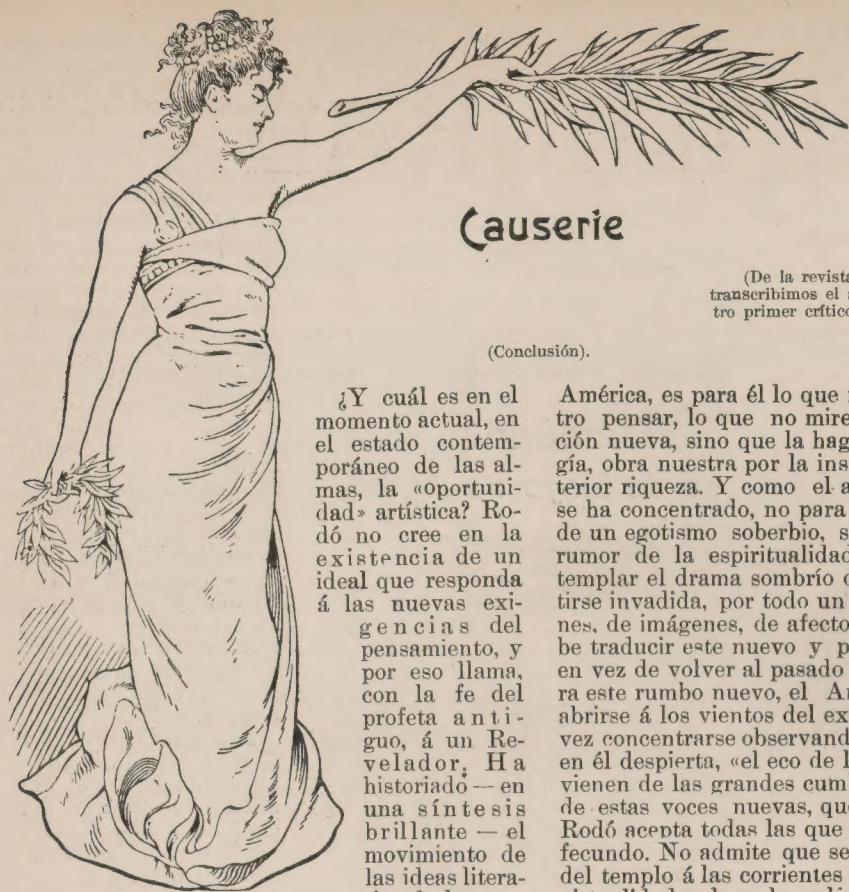 Causerie
(De la revista
transcribimos el
tro primer crítico
(Conclusión).
¿Y cuál es en el
momento actual, en
el estado contem-
poráneo de las al-
mas, la «oportuni-
dad» artística? Ro-
dó no cree en la
existencia de un
ideal que responda
á las nuevas exi-
gencias del
pensamiento, y
por eso llama,
con la fe del
profeta anti-
guo, á un Re-
velador. Ha
historiado — en
una síntesis
brillante — el
movimiento de
las ideas litera-
América, es para él lo que
tro pensar, lo que no mire
ción nueva, sino que la hag
gía, obra nuestra por la ins
terior riqueza. Y como el a
se ha concentrado, no para
de un egotismo soberbio, s
rumor de la espiritualidad
templar el drama sombrío
tirse invadida, por todo un
nes, de imágenes, de afecto
be traducir este nuevo y p
en vez de volver al pasado
ra este rumbo nuevo, el Ar
abrirse á los vientos del ex
vez concentrarse observand
en él despierta, «el eco de l
vienen de las grandes cum
de estas voces nuevas, que
Rodó acepta todas las que
fecundo. No admite que se
del templo á las corrientes